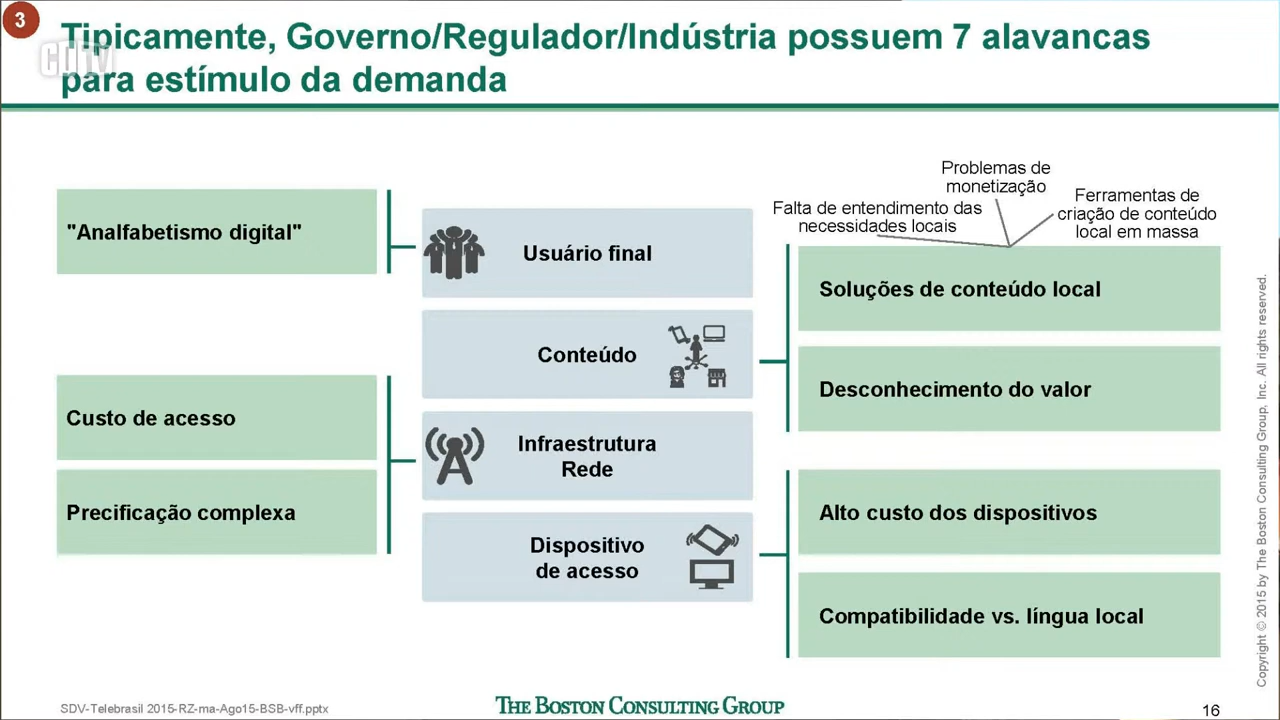 3
Tipicamente, Governo/Regulador/Indústria possuem 7 alavancas
para estímulo da demanda
CDTV
"Analfabetismo digital"
Usuário final
Problemas de
monetização
Falta de entendimento das
necessidades locais
Ferramentas de
criação de conteúdo
local em massa
Soluções de conteúdo local
Conteúdo
Desconhecimento do valor
Custo de acesso
Precificação complexa
Infraestrutura
Rede
Dispositivo
de acesso
Alto custo dos dispositivos
Compatibilidade vs. língua local
Copyright © 2015 by The Boston Consulting Group, Inc. All rights reserved.
SDV-Telebrasil 2015-RZ-ma-Ago15-BSB-vff.pptx
THE BOSTON CONSULTING GROUP
16